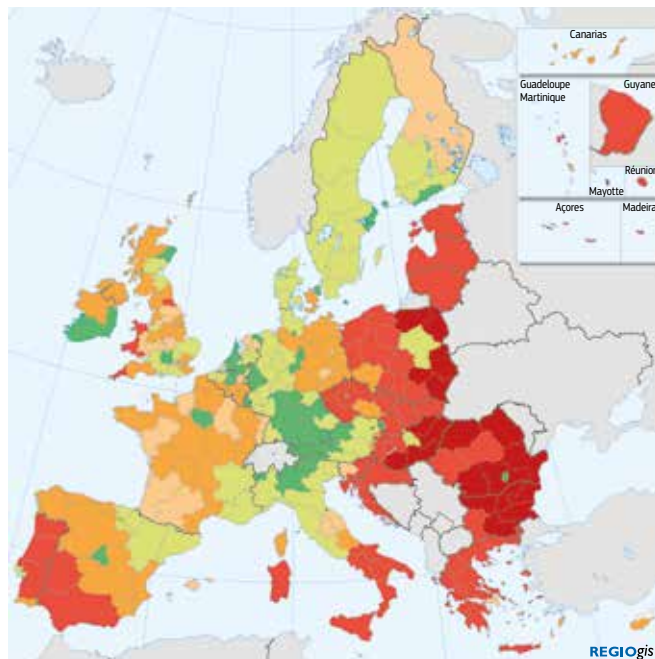 Canarias
Guadeloupe
Martinique
Guyane
Réunion
Mayotte
Açores
Madeira
REGIOgis